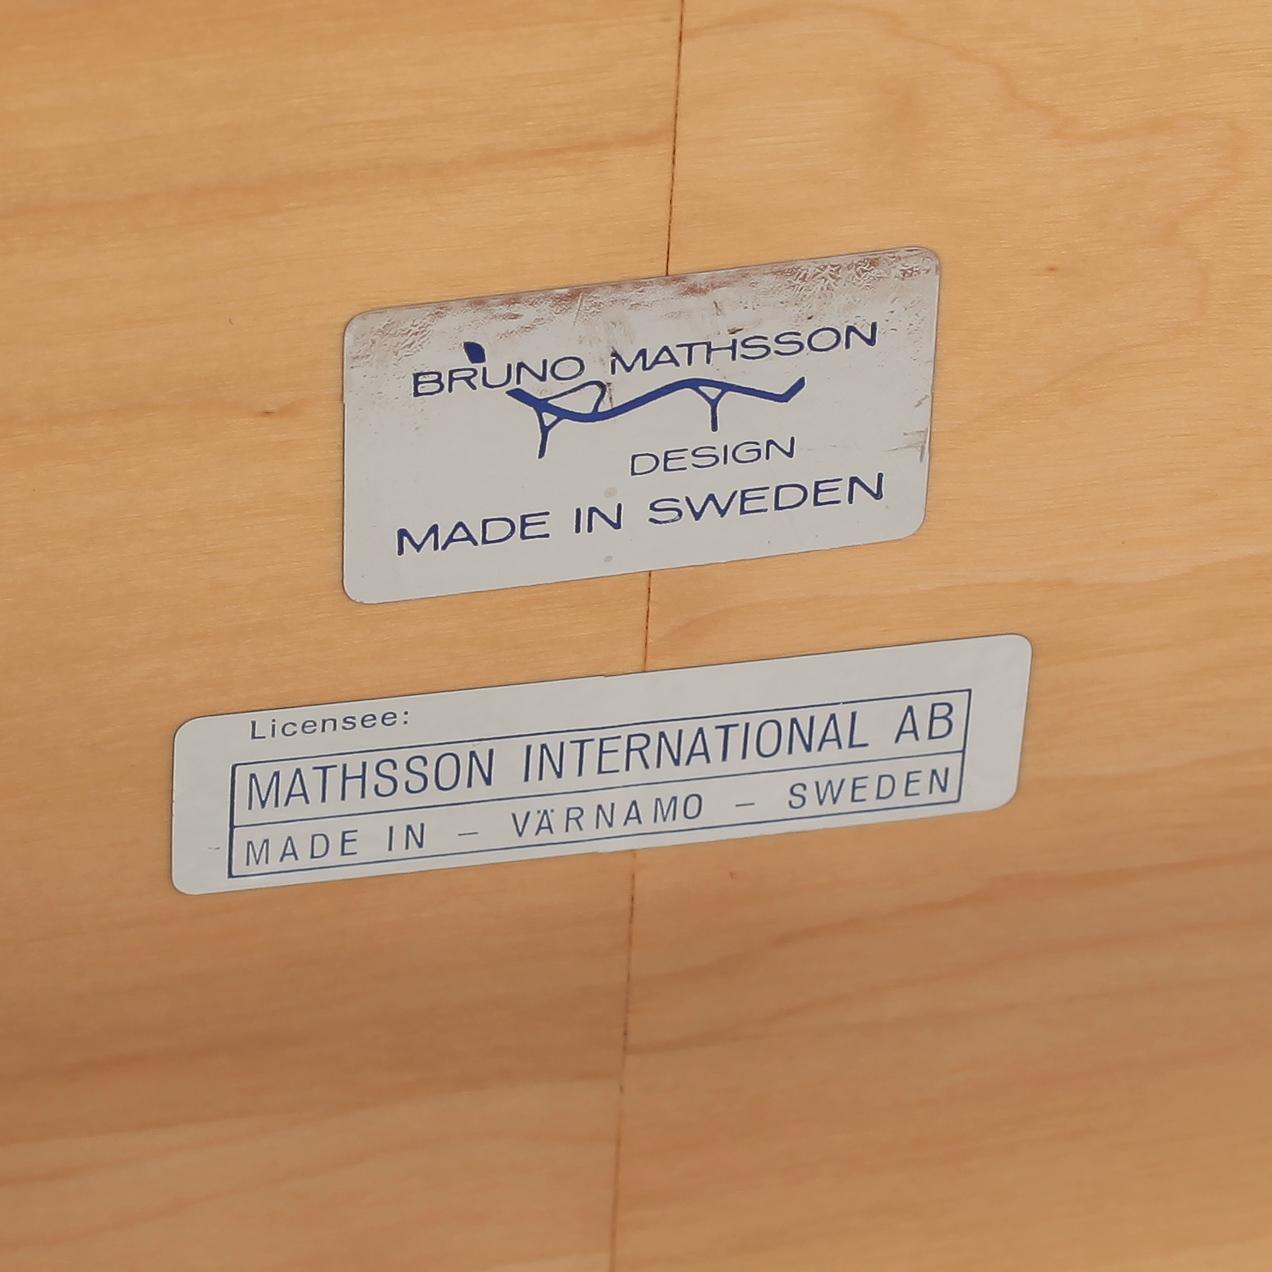 BRUNO MATHSSON
DESIGN
MADE IN SWEDEN
Licensee:
MATHSSON INTERNATIONAL AB
MADE IN – VÄRNAMO – SWEDEN